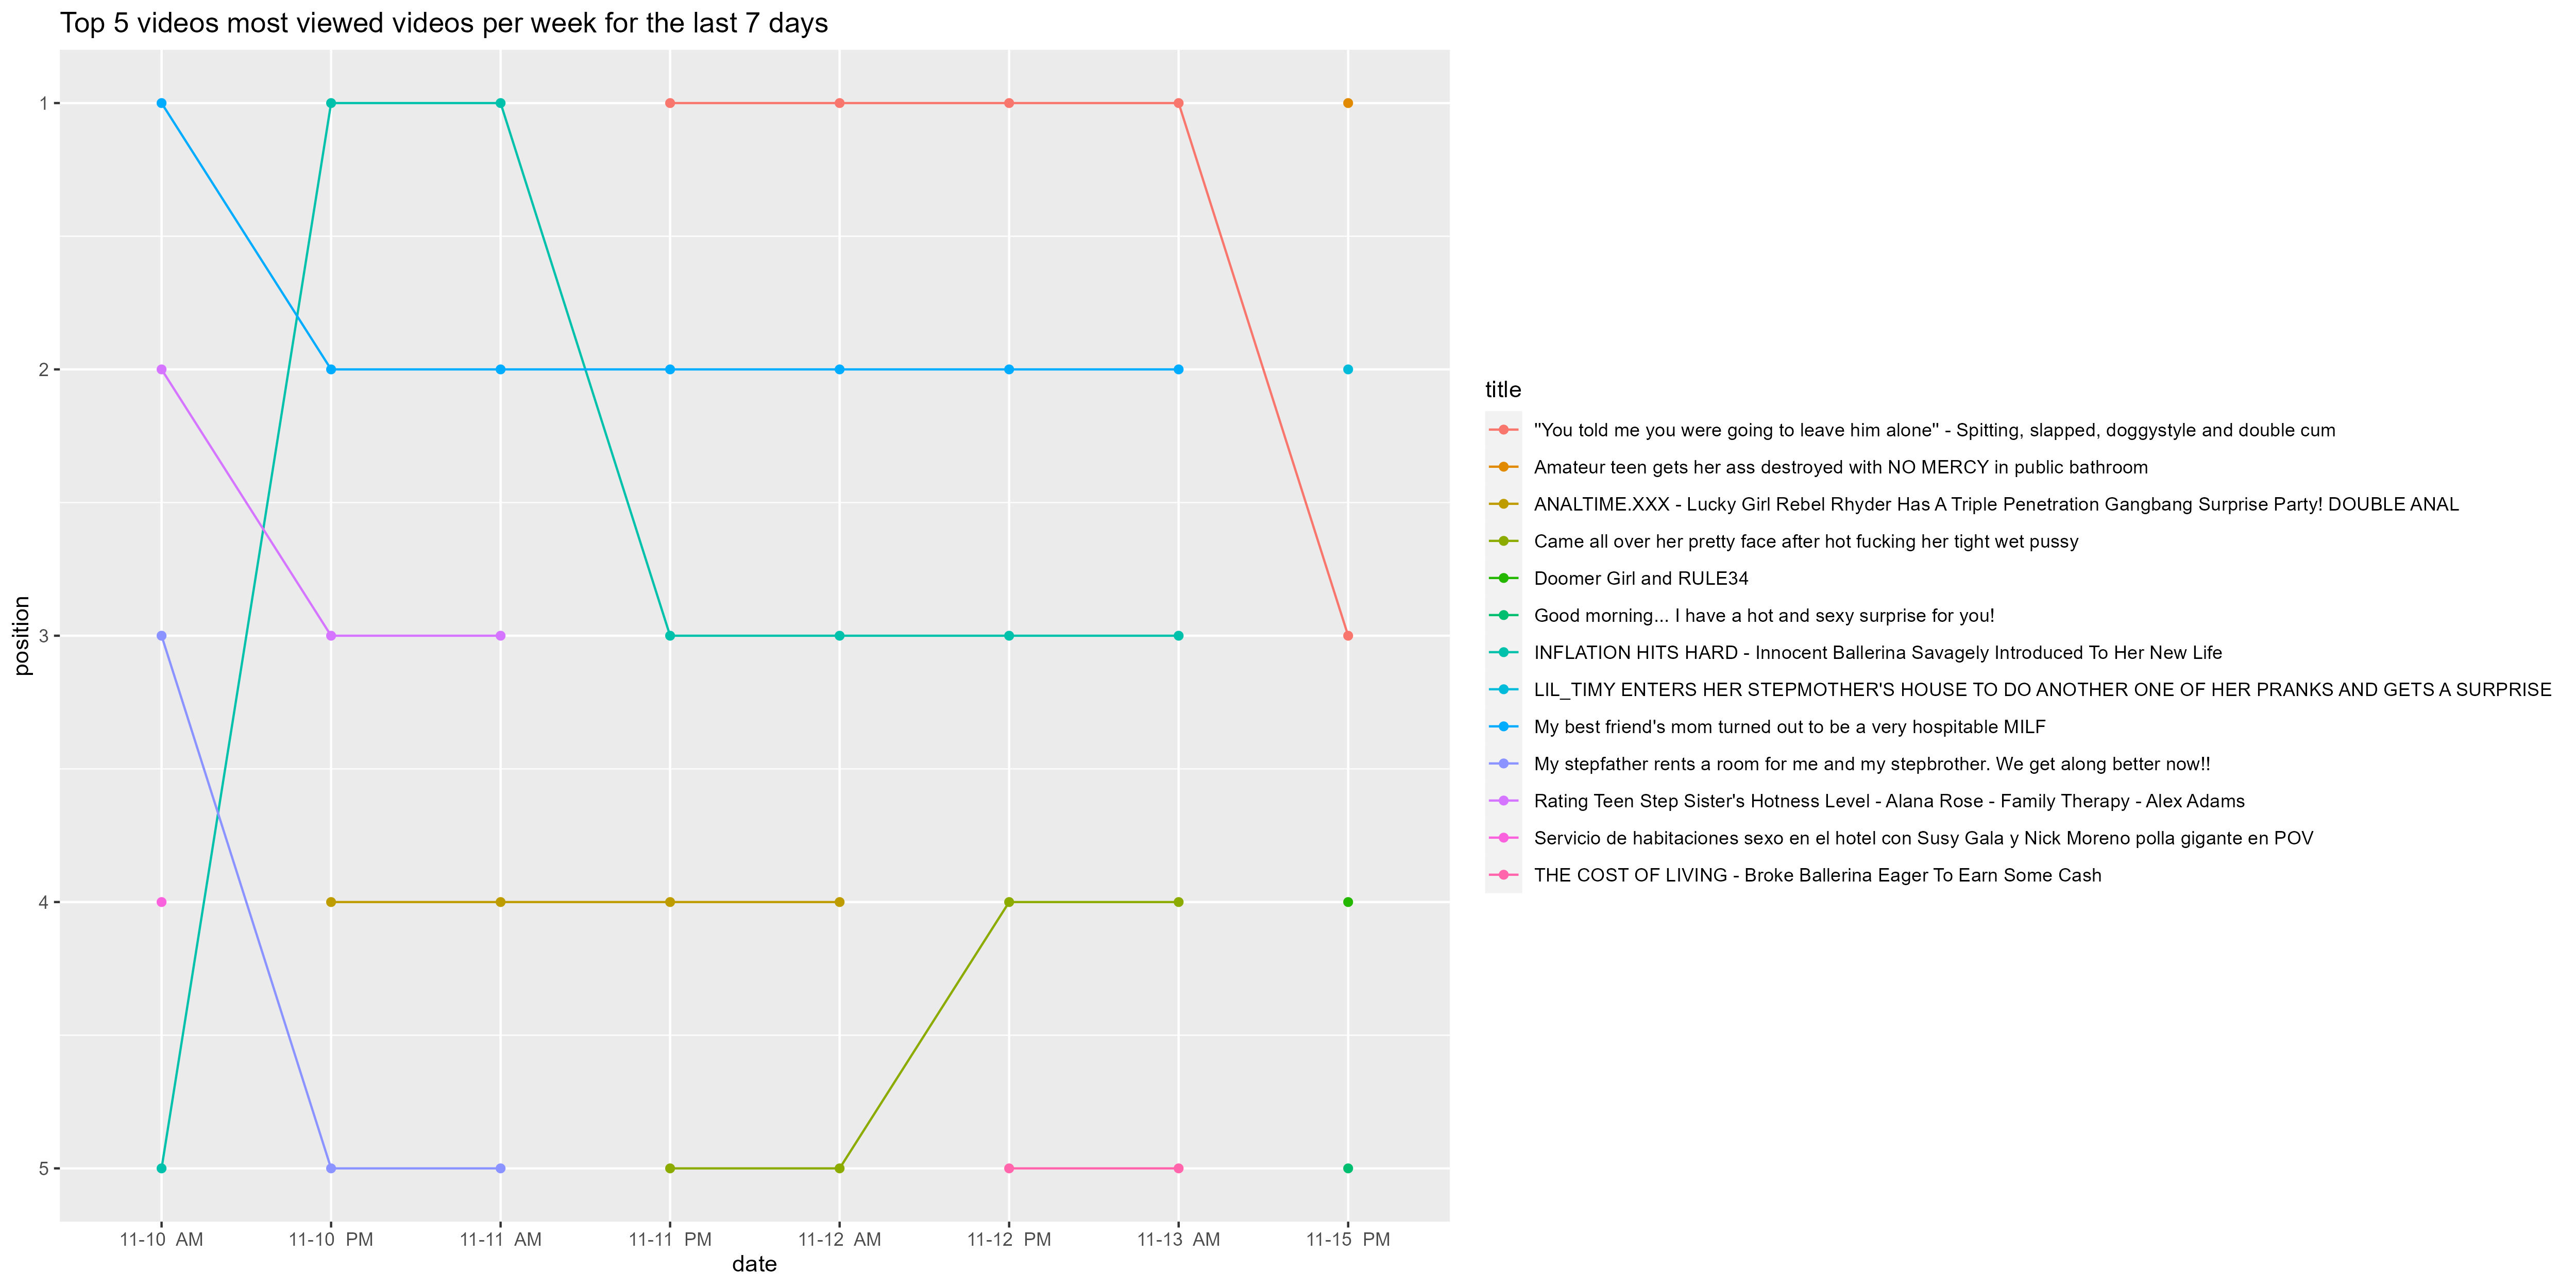 Top 5 videos most viewed videos per week for the last 7 days
position
1
2
3
4
5
11-10 AM 11-10 PM 11-11 AM 11-11 PM 11-12 AM 11-12 PM 11-13 AM 11-15 PM
date
title
"You told me you were going to leave him alone" - Spitting, slapped, doggystyle and double cum
Amateur teen gets her ass destroyed with NO MERCY in public bathroom
ANALTIME.XXX - Lucky Girl Rebel Rhyder Has A Triple Penetration Gangbang Surprise Party! DOUBLE ANAL
Came all over her pretty face after hot fucking her tight wet pussy
Doomer Girl and RULE34
Good morning... I have a hot and sexy surprise for you!
INFLATION HITS HARD - Innocent Ballerina Savagely Introduced To Her New Life
LIL_TIMY ENTERS HER STEPMOTHER'S HOUSE TO DO ANOTHER ONE OF HER PRANKS AND GETS A SURPRISE
My best friend's mom turned out to be a very hospitable MILF
My stepfather rents a room for me and my stepbrother. We get along better now!!
Rating Teen Step Sister's Hotness Level - Alana Rose - Family Therapy - Alex Adams
Servicio de habitaciones sexo en el hotel con Susy Gala y Nick Moreno polla gigante en POV
THE COST OF LIVING - Broke Ballerina Eager To Earn Some Cash